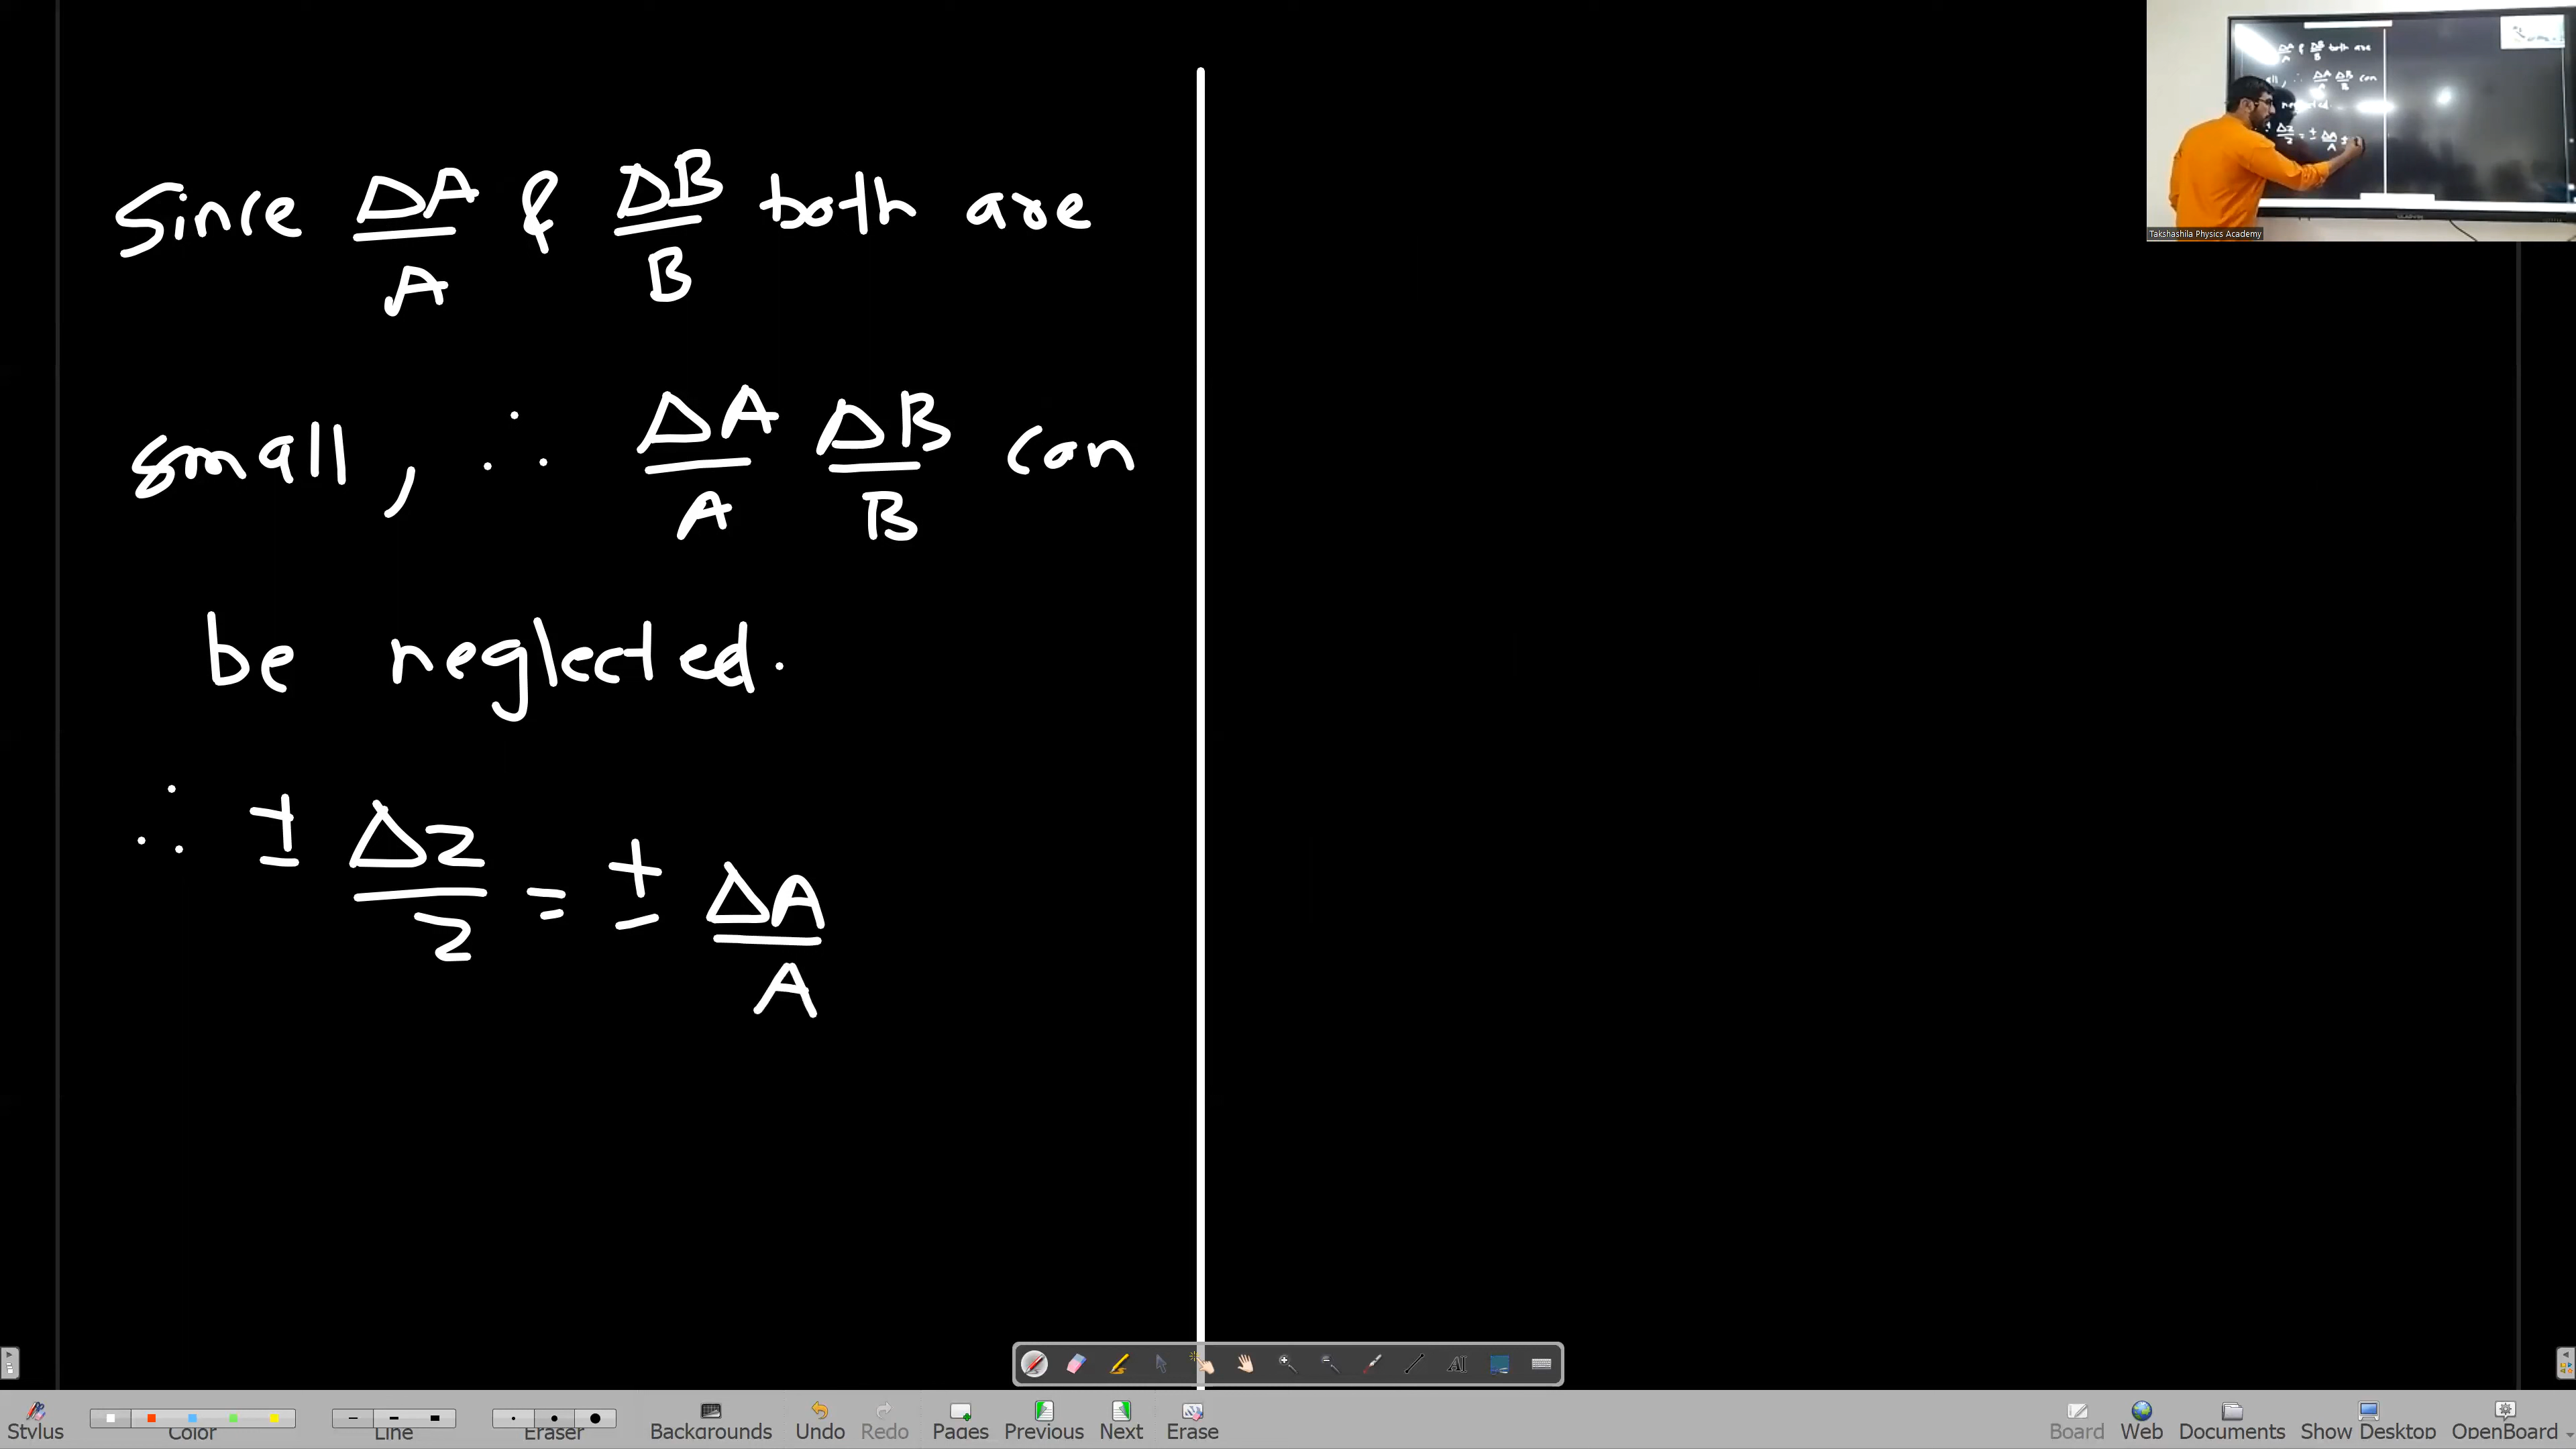 Since ΔA/A & ΔB/B both are
small, ∴ ΔA/A ΔB/B can
be neglected.
∴ ± ΔZ/Z = ± ΔA/A
Takshashila Physics Academy
Stylus Color Line Eraser Backgrounds Undo Redo Pages Previous Next Erase Board Web Documents Show Desktop OpenBoard